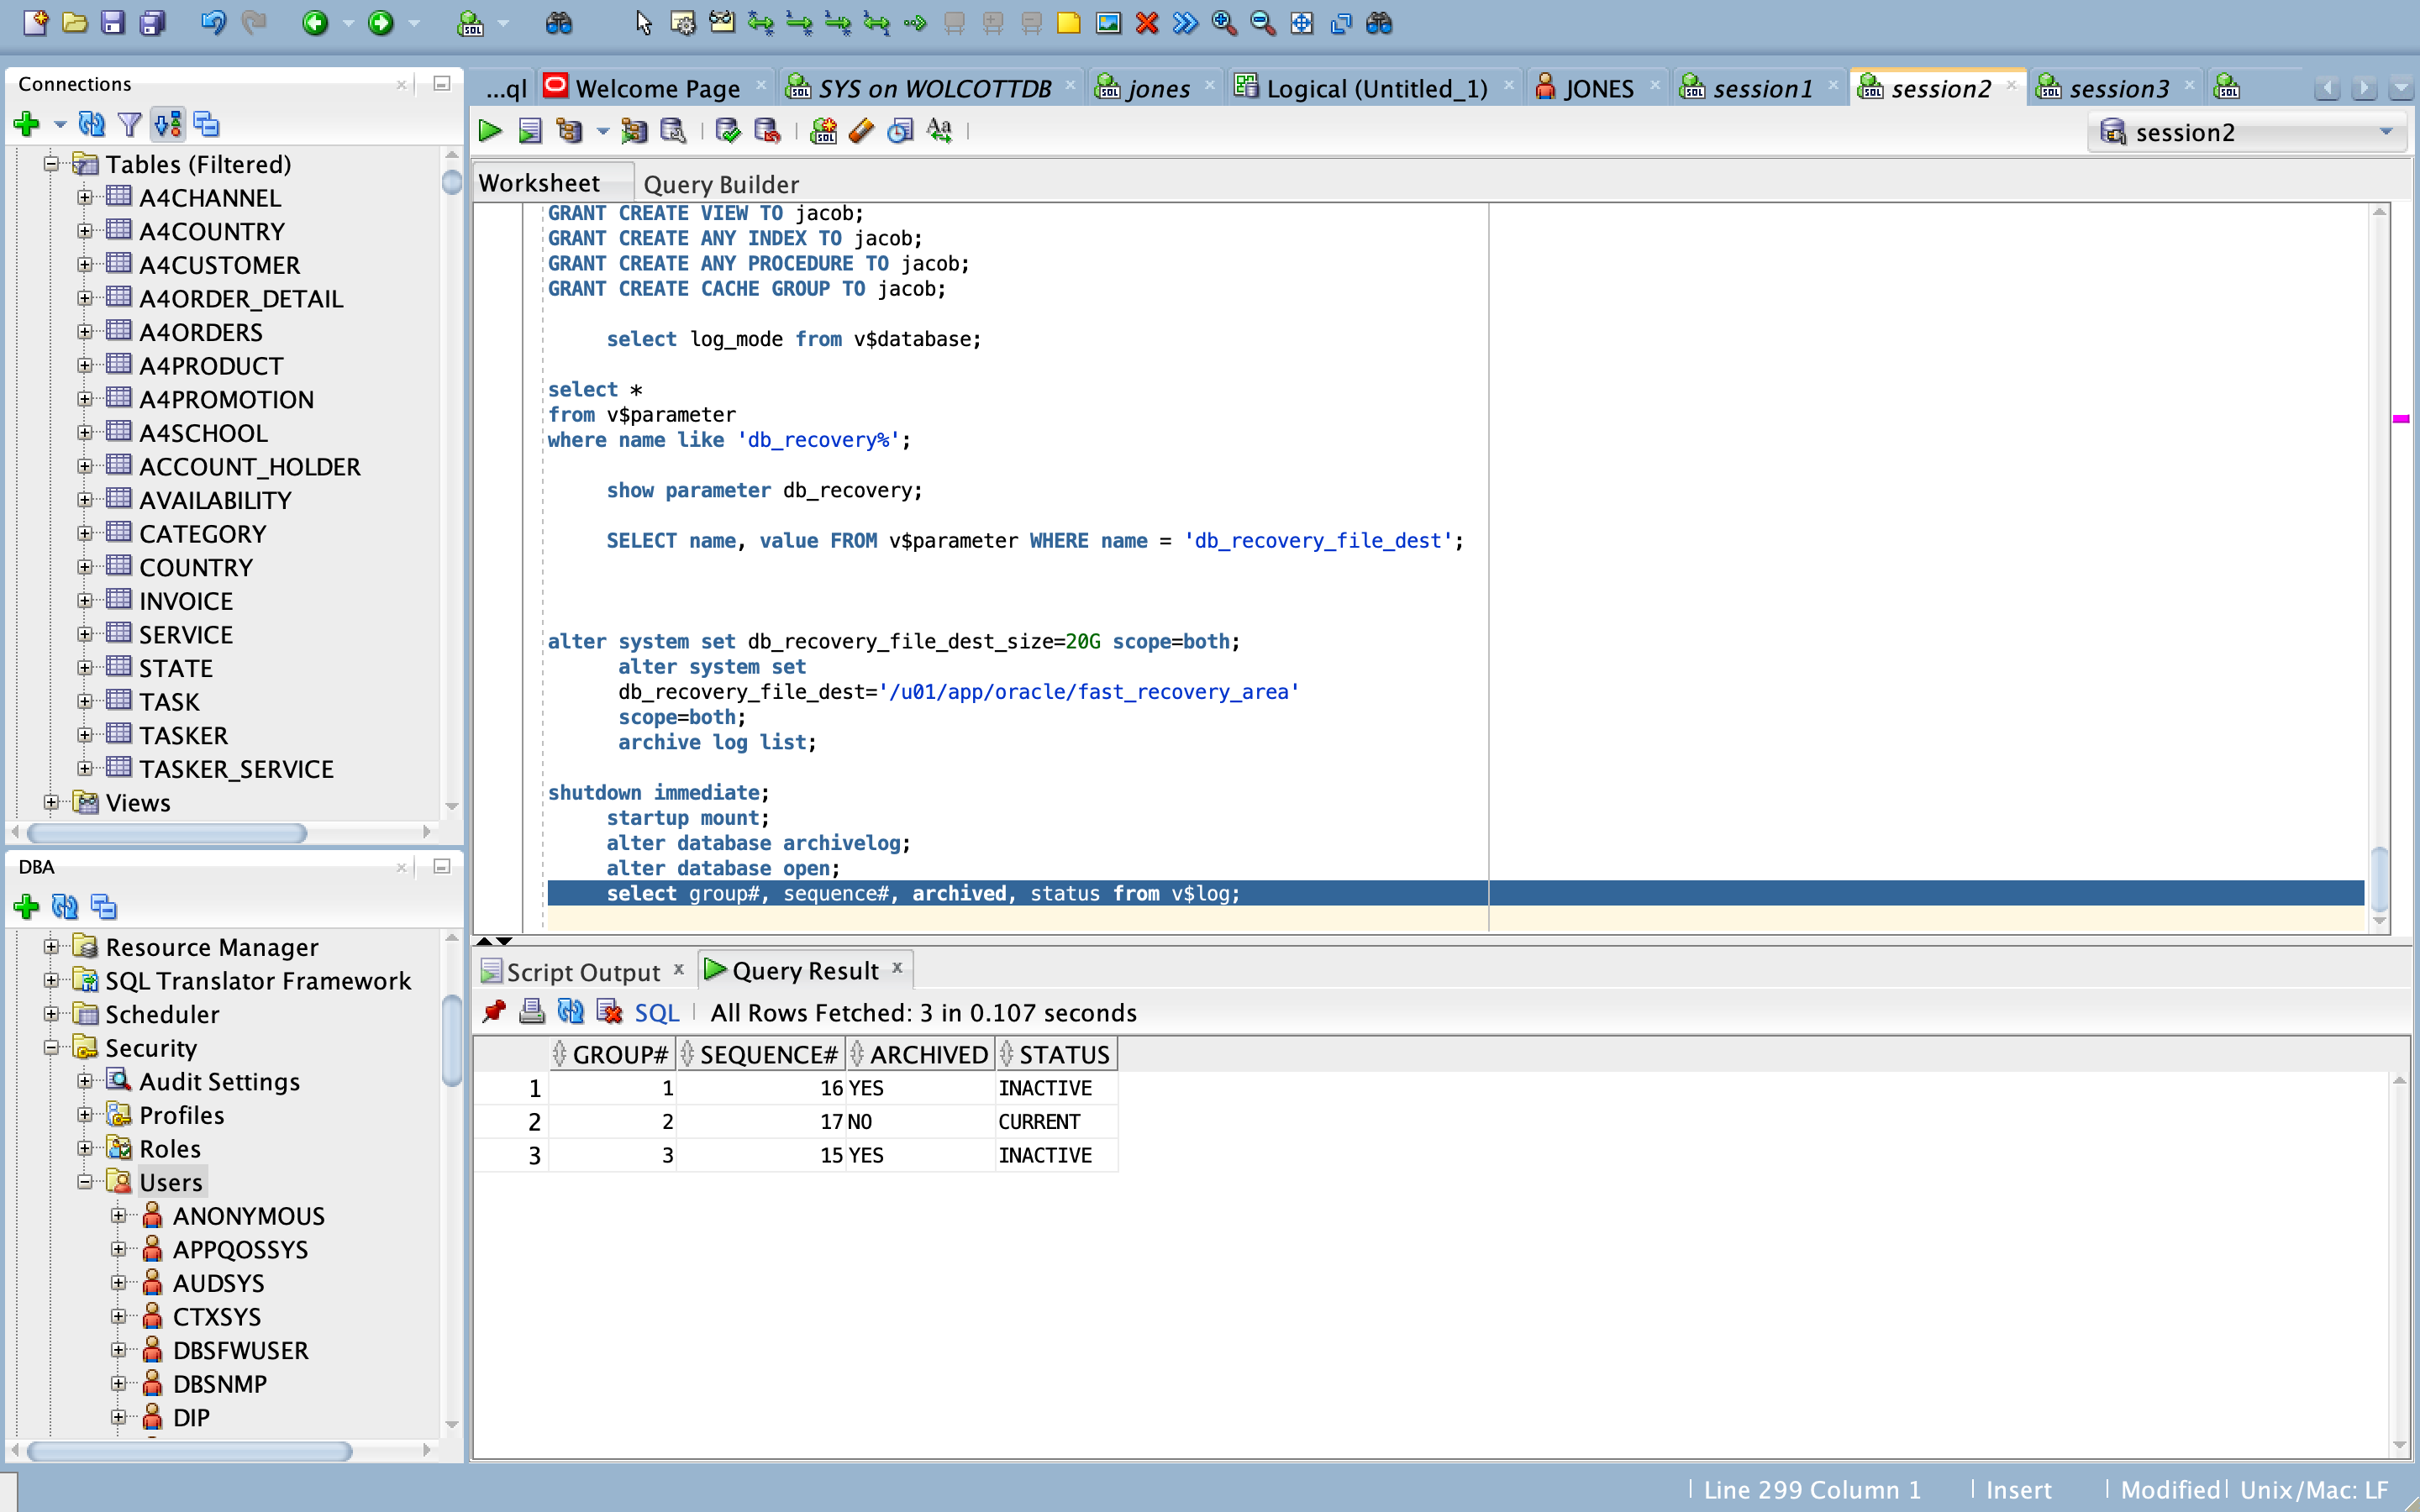 Connections
Tables (Filtered)
A4CHANNEL
A4COUNTRY
A4CUSTOMER
A4ORDER_DETAIL
A4ORDERS
A4PRODUCT
A4PROMOTION
A4SCHOOL
ACCOUNT_HOLDER
AVAILABILITY
CATEGORY
COUNTRY
INVOICE
SERVICE
STATE
TASK
TASKER
TASKER_SERVICE
Views
DBA
Resource Manager
SQL Translator Framework
Scheduler
Security
Audit Settings
Profiles
Roles
Users
ANONYMOUS
APPQOSSYS
AUDSYS
CTXSYS
DBSFWUSER
DBSNMP
DIP
...ql Welcome Page SYS on WOLCOTTDB jones Logical (Untitled_1) JONES session1 session2 session3
session2
Worksheet Query Builder
GRANT CREATE VIEW TO jacob;
GRANT CREATE ANY INDEX TO jacob;
GRANT CREATE ANY PROCEDURE TO jacob;
GRANT CREATE CACHE GROUP TO jacob;
select log_mode from v$database;
select *
from v$parameter
where name like 'db_recovery%';
show parameter db_recovery;
SELECT name, value FROM v$parameter WHERE name = 'db_recovery_file_dest';
alter system set db_recovery_file_dest_size=20G scope=both;
alter system set
db_recovery_file_dest='/u01/app/oracle/fast_recovery_area'
scope=both;
archive log list;
shutdown immediate;
startup mount;
alter database archivelog;
alter database open;
select group#, sequence#, archived, status from v$log;
Script Output Query Result
SQL All Rows Fetched: 3 in 0.107 seconds
GROUP# SEQUENCE# ARCHIVED STATUS
1 1 16 YES INACTIVE
2 2 17 NO CURRENT
3 3 15 YES INACTIVE
Line 299 Column 1 Insert Modified Unix/Mac: LF